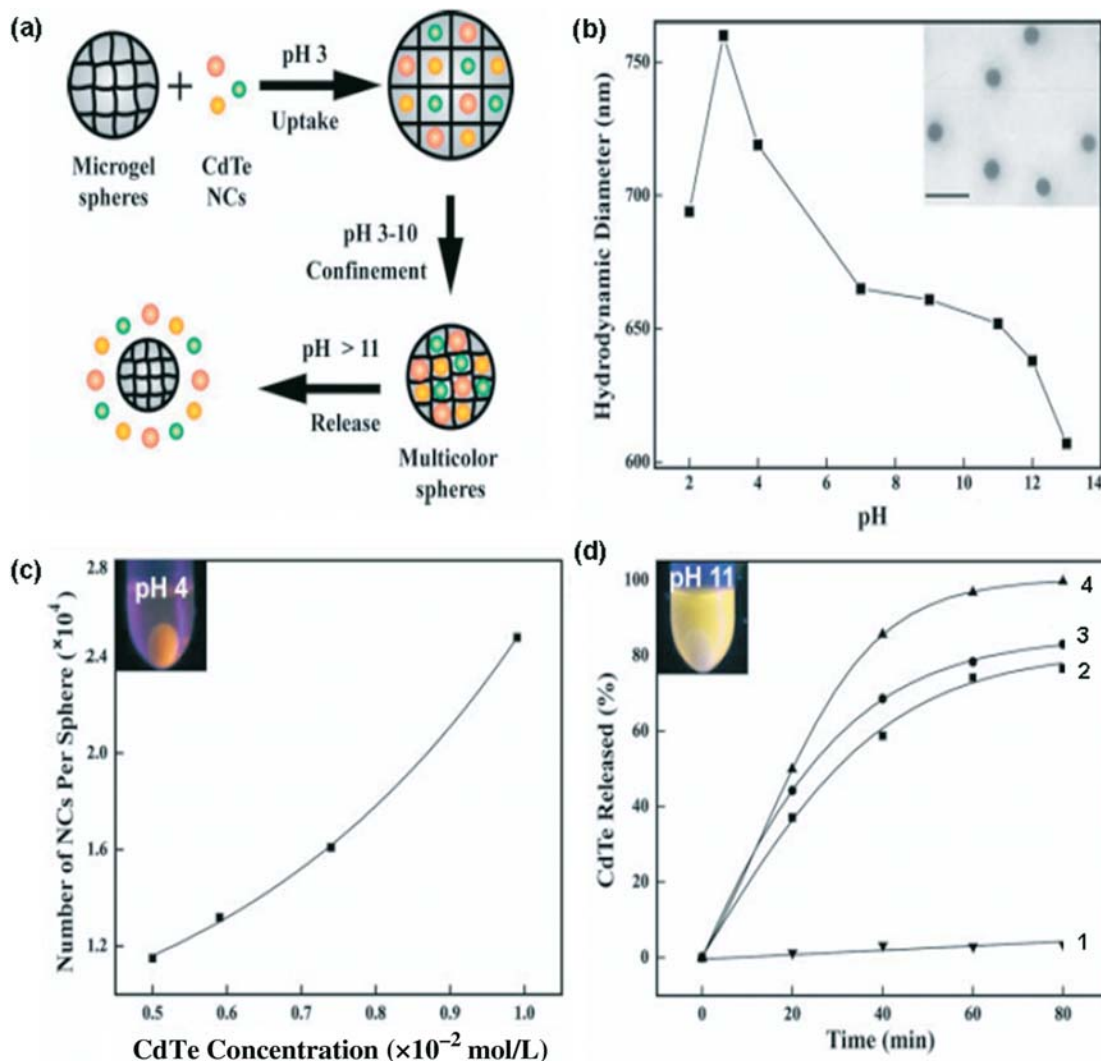 (a)
pH 3
Uptake
Microgel
spheres
CdTe
NCs
pH 3-10
Confinement
pH > 11
Release
Multicolor
spheres
(b)
Hydrodynamic Diameter (nm)
750
700
650
600
2 4 6 8 10 12 14
pH
(c)
pH 4
Number of NCs Per Sphere (×10⁴)
2.8
2.4
2.0
1.6
1.2
0.5 0.6 0.7 0.8 0.9 1.0
CdTe Concentration (×10⁻² mol/L)
(d)
pH 11
CdTe Released (%)
100
80
60
40
20
0
4
3
2
1
0 20 40 60 80
Time (min)